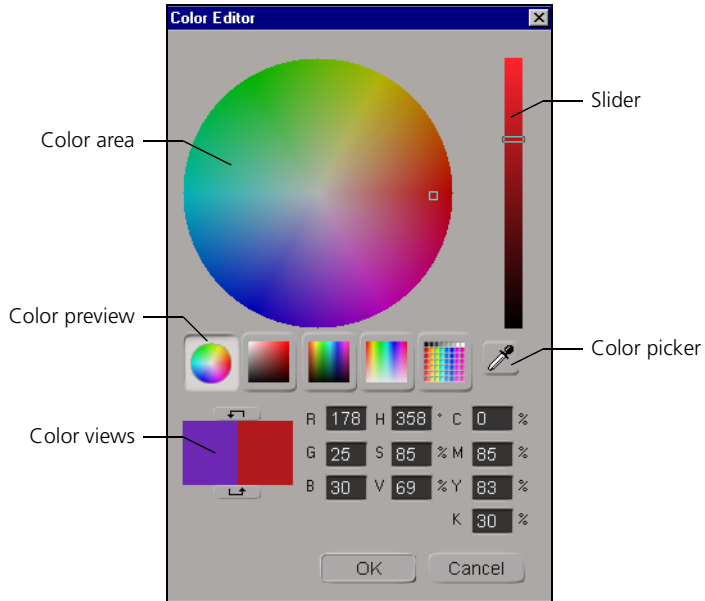 Color Editor
Slider
Color area
Color preview
Color picker
Color views
R 178 H 358 ° C 0 %
G 25 S 85 % M 85 %
B 30 V 69 % Y 83 %
K 30 %
OK Cancel